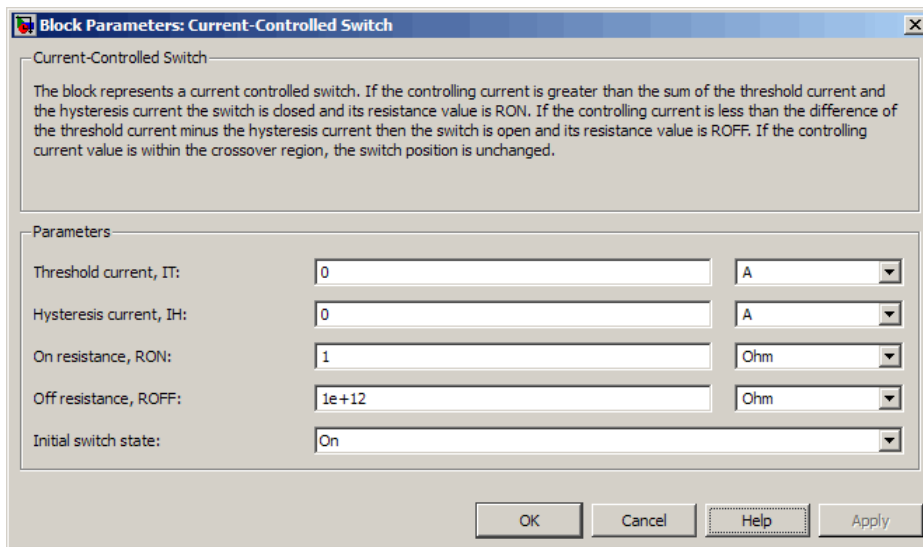 Block Parameters: Current-Controlled Switch
Current-Controlled Switch
The block represents a current controlled switch. If the controlling current is greater than the sum of the threshold current and
the hysteresis current the switch is closed and its resistance value is RON. If the controlling current is less than the difference of
the threshold current minus the hysteresis current then the switch is open and its resistance value is ROFF. If the controlling
current value is within the crossover region, the switch position is unchanged.
Parameters
Threshold current, IT: 0 A
Hysteresis current, IH: 0 A
On resistance, RON: 1 Ohm
Off resistance, ROFF: 1e+12 Ohm
Initial switch state: On
OK Cancel Help Apply